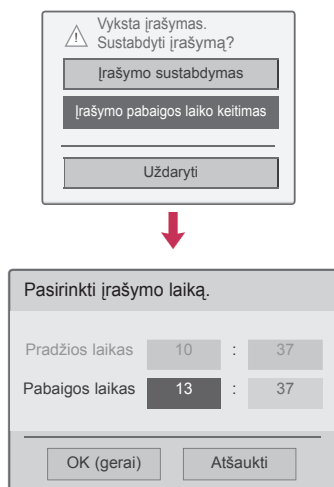 Vyksta įrašymas.
Sustabdyti įrašymą?
Įrašymo sustabdymas
Įrašymo pabaigos laiko keitimas
Uždaryti
Pasirinkti įrašymo laiką.
Pradžios laikas 10 : 37
Pabaigos laikas 13 : 37
OK (gerai) Atšaukti